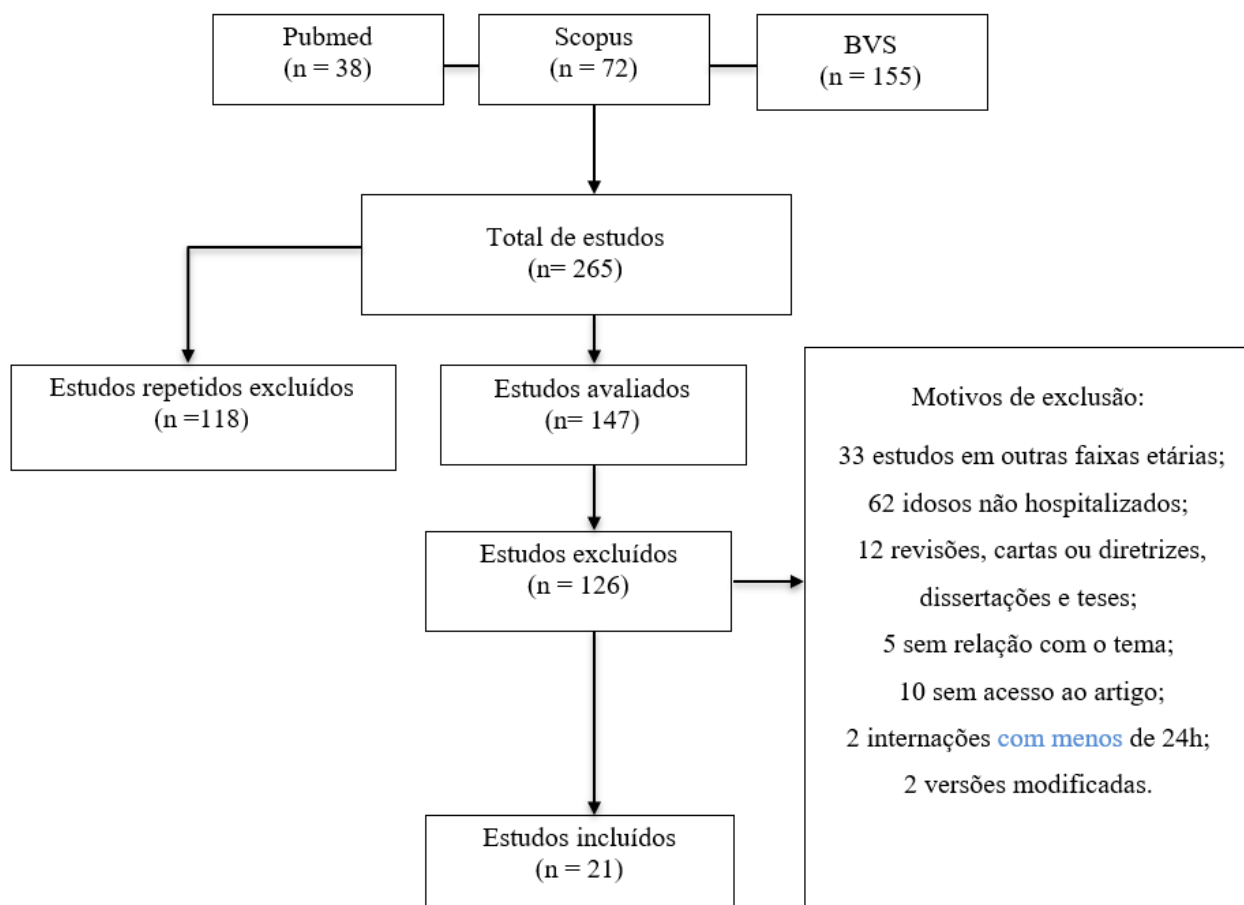 Pubmed
(n = 38)
Scopus
(n = 72)
BVS
(n = 155)
Total de estudos
(n= 265)
Estudos repetidos excluídos
(n =118)
Estudos avaliados
(n= 147)
Estudos excluídos
(n = 126)
Motivos de exclusão:
33 estudos em outras faixas etárias;
62 idosos não hospitalizados;
12 revisões, cartas ou diretrizes,
dissertações e teses;
5 sem relação com o tema;
10 sem acesso ao artigo;
2 internações com menos de 24h;
2 versões modificadas.
Estudos incluídos
(n = 21)